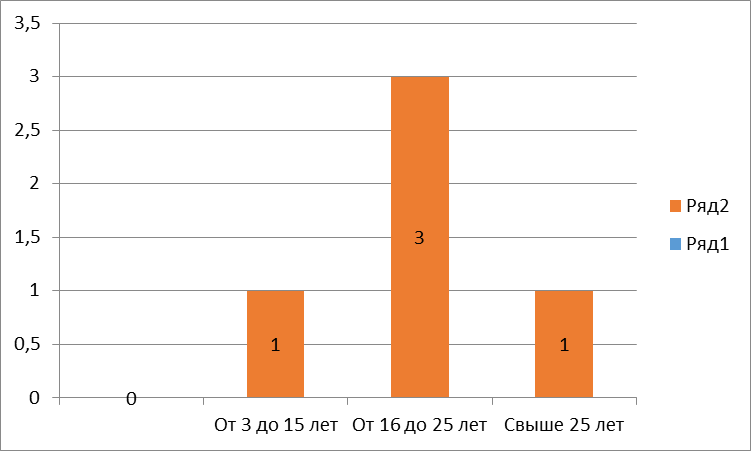 3,5
3
2,5
2
1,5
1
0,5
0
0
1
3
1
От 3 до 15 лет
От 16 до 25 лет
Свыше 25 лет
Ряд2
Ряд1